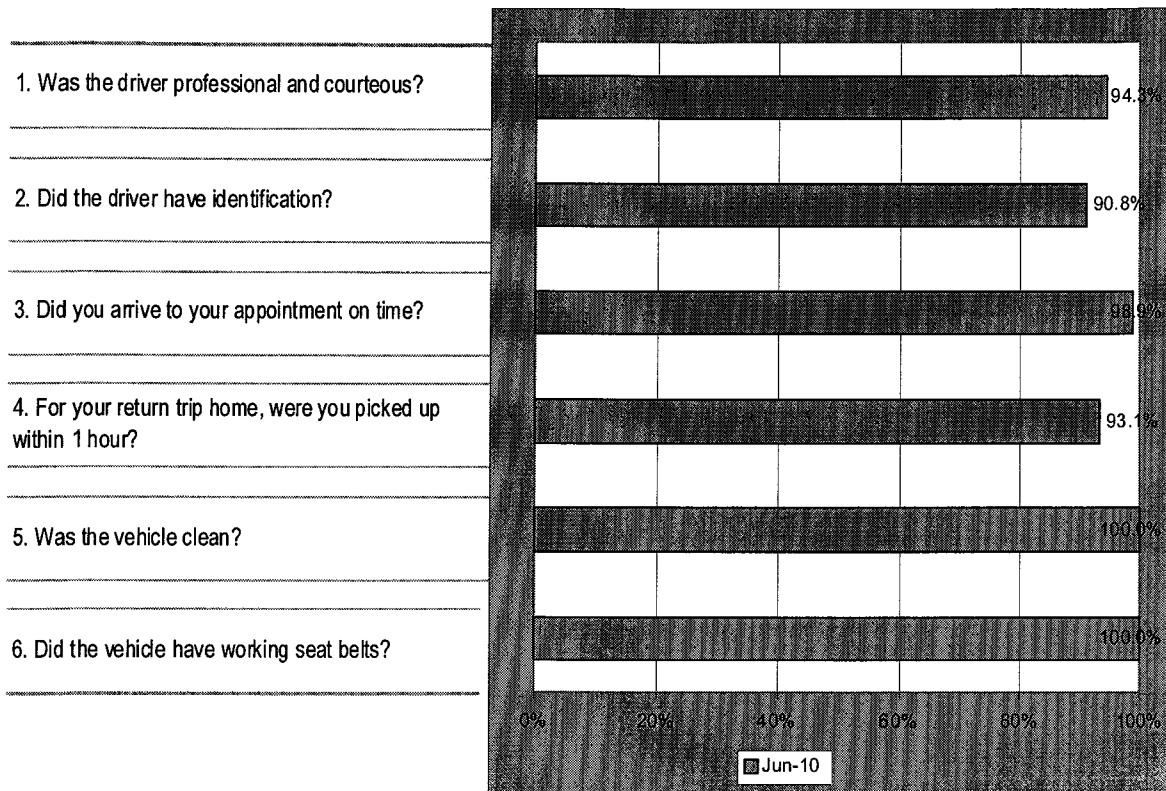 1. Was the driver professional and courteous?
94.3%
2. Did the driver have identification?
90.8%
3. Did you arrive to your appointment on time?
98.9%
4. For your return trip home, were you picked up
within 1 hour?
93.1%
5. Was the vehicle clean?
100.0%
6. Did the vehicle have working seat belts?
100.0%
0% 20% 40% 60% 80% 100%
Jun-10